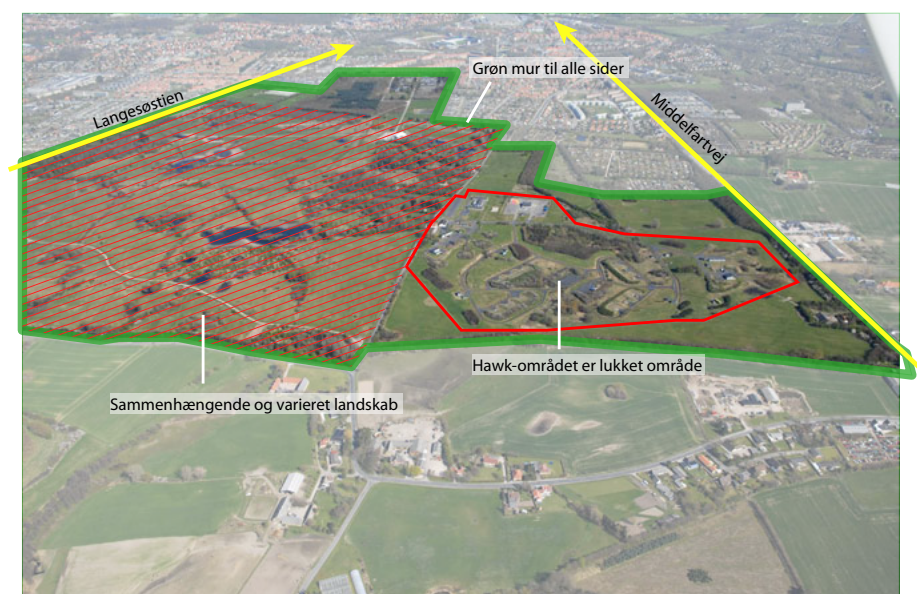 Grøn mur til alle sider
Langesøstien
Middelfartvej
Hawk-området er lukket område
Sammenhængende og varieret landskab